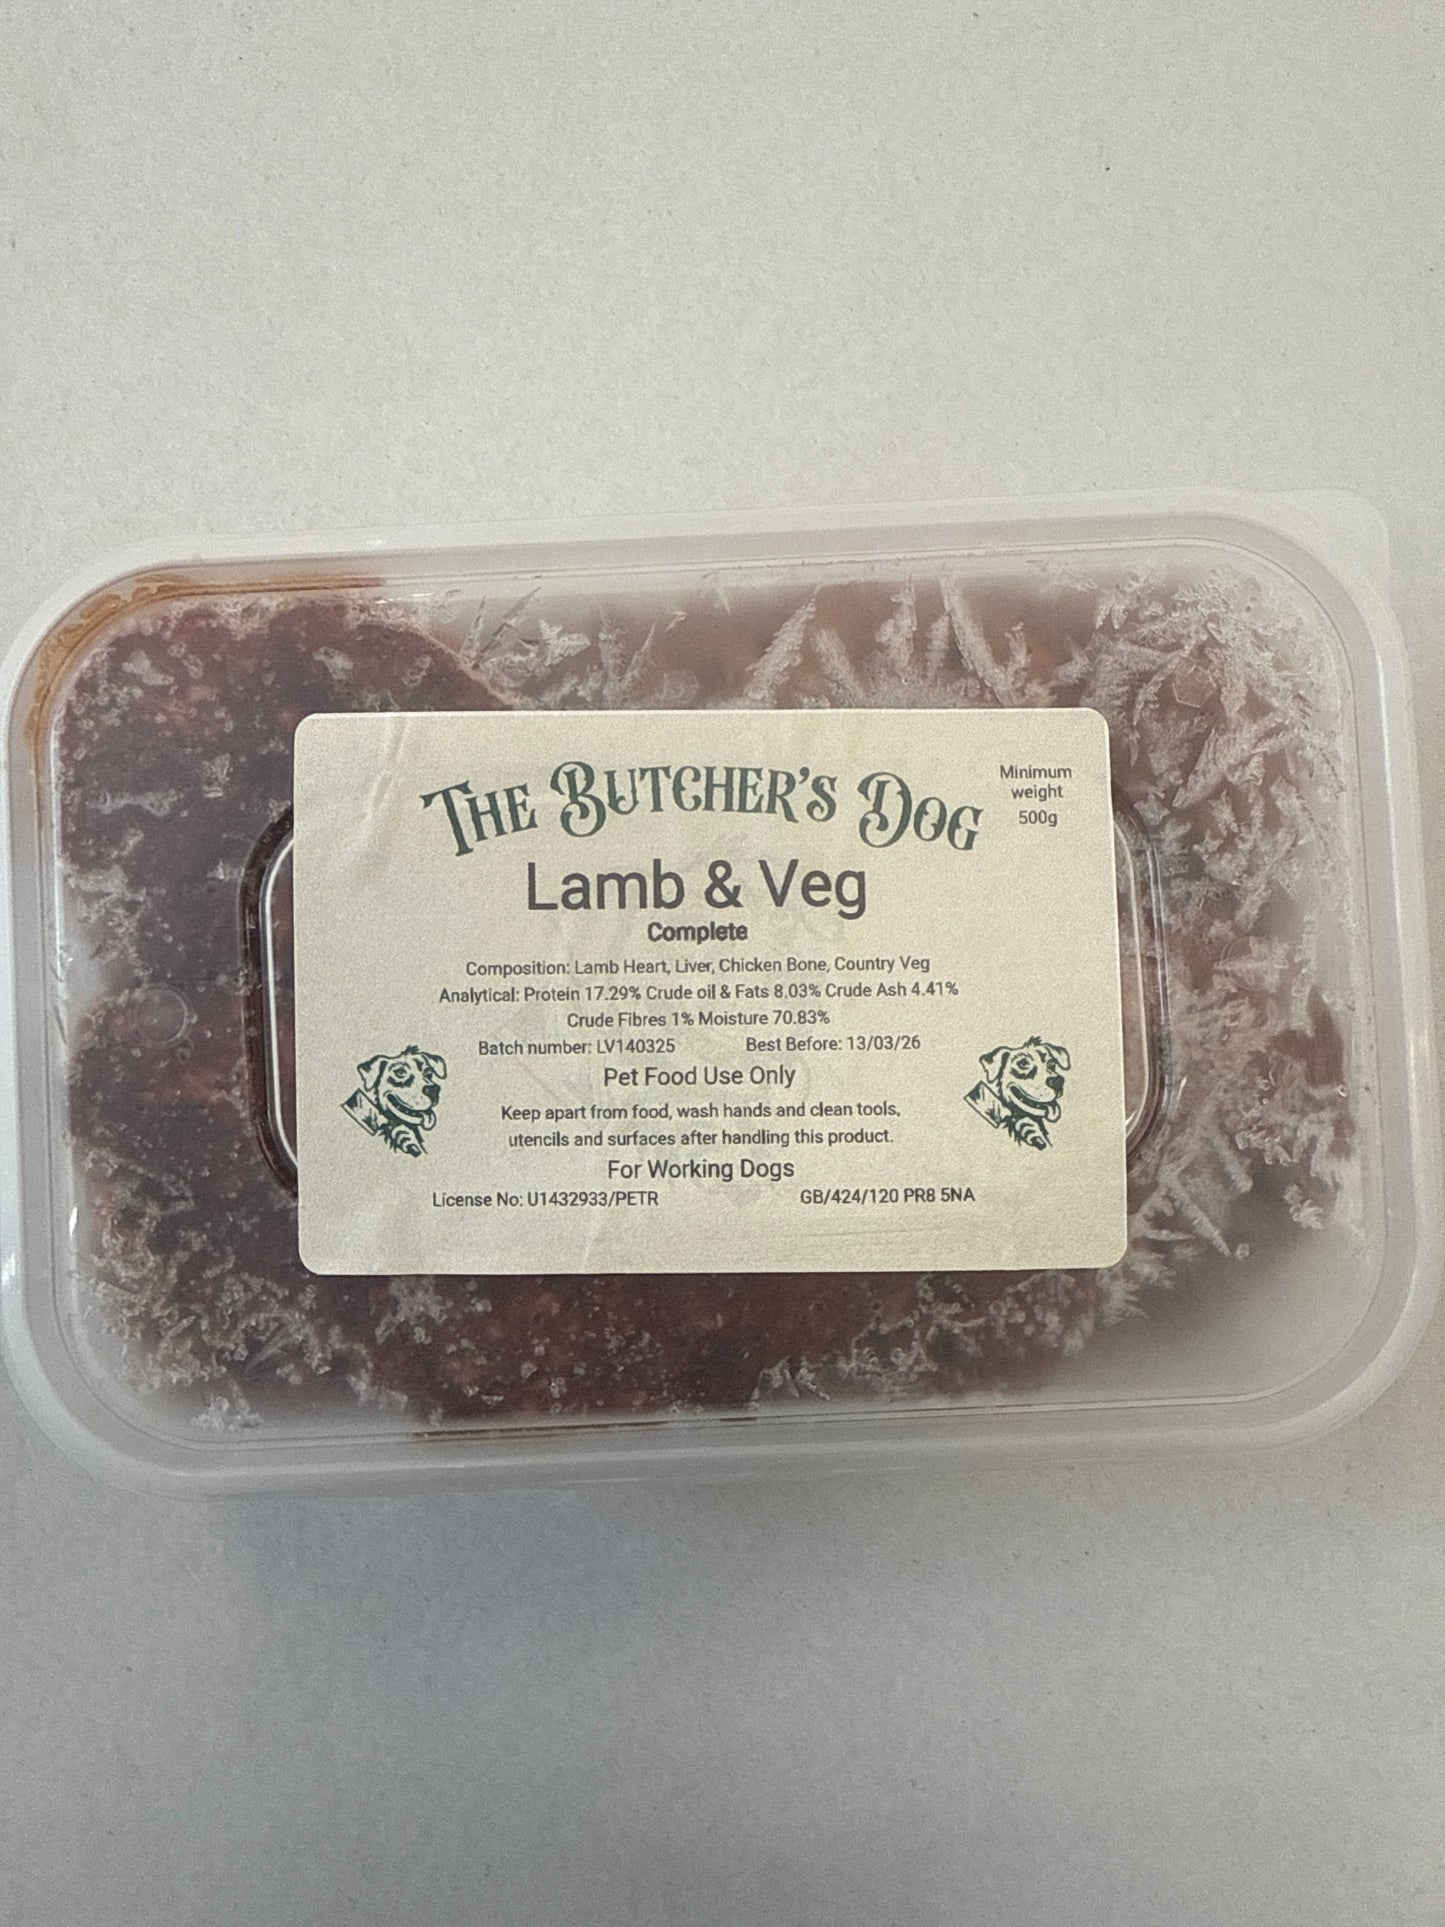 THE BUTCHER'S DOG
Minimum
weight
500g
Lamb & Veg
Complete
Composition: Lamb Heart, Liver, Chicken Bone, Country Veg
Analytical: Protein 17.29% Crude oil & Fats 8.03% Crude Ash 4.41%
Crude Fibres 1% Moisture 70.83%
Batch number: LV140325 Best Before: 13/03/26
Pet Food Use Only
Keep apart from food, wash hands and clean tools,
utencils and surfaces after handling this product.
For Working Dogs
License No: U1432933/PETR GB/424/120 PR8 5NA